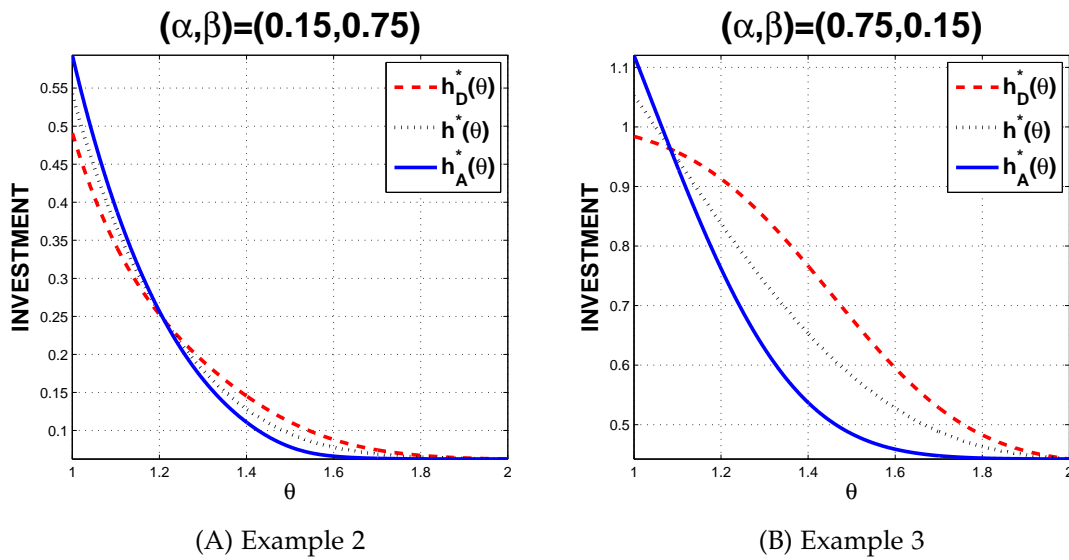 (α,β)=(0.15,0.75)
INVESTMENT
0.55
0.5
0.45
0.4
0.35
0.3
0.25
0.2
0.15
0.1
1 1.2 1.4 1.6 1.8 2
θ
h*D(θ)
h*(θ)
h*A(θ)
(A) Example 2
(α,β)=(0.75,0.15)
INVESTMENT
1.1
1
0.9
0.8
0.7
0.6
0.5
1 1.2 1.4 1.6 1.8 2
θ
h*D(θ)
h*(θ)
h*A(θ)
(B) Example 3